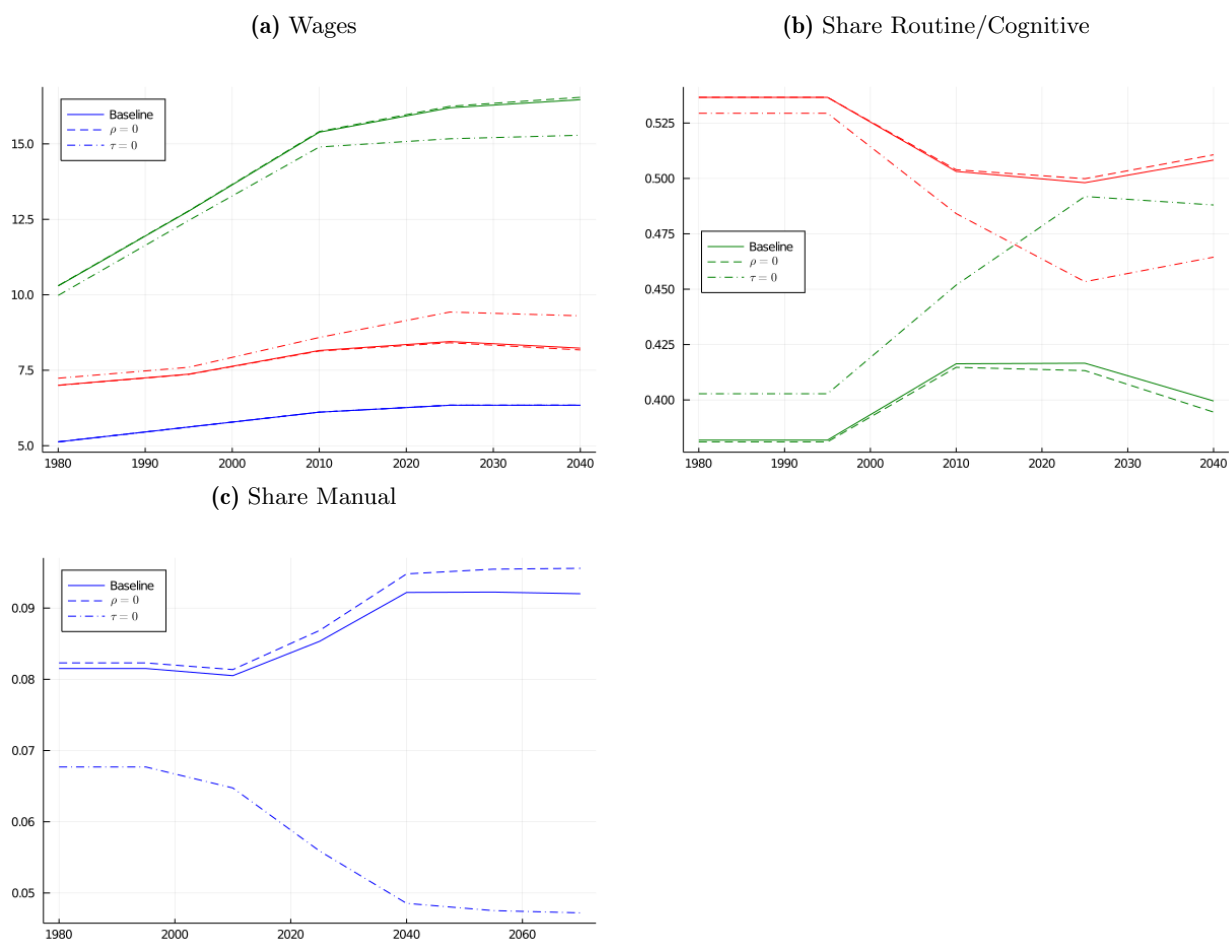 (a) Wages
15.0
12.5
10.0
7.5
5.0
1980 1990 2000 2010 2020 2030 2040
Baseline
ρ = 0
τ = 0
(b) Share Routine/Cognitive
0.525
0.500
0.475
0.450
0.425
0.400
1980 1990 2000 2010 2020 2030 2040
Baseline
ρ = 0
τ = 0
(c) Share Manual
0.09
0.08
0.07
0.06
0.05
1980 2000 2020 2040 2060
Baseline
ρ = 0
τ = 0